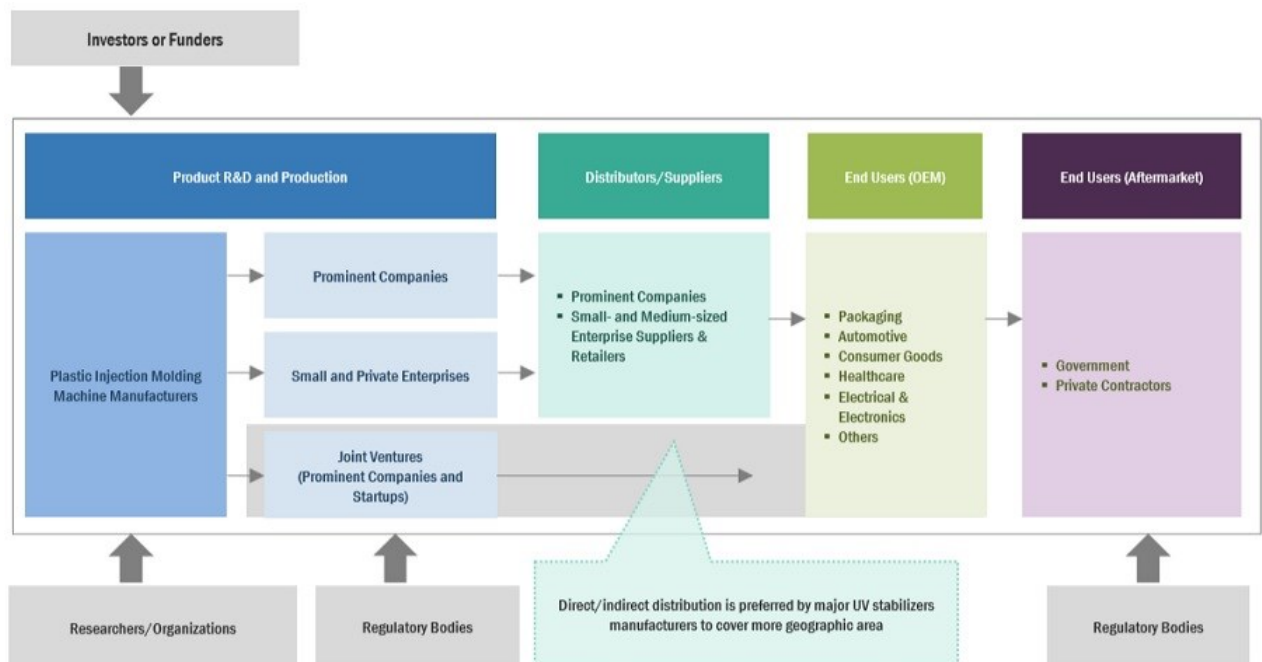 Investors or Funders
Product R&D and Production
Distributors/Suppliers
End Users (OEM)
End Users (Aftermarket)
Plastic Injection Molding
Machine Manufacturers
Prominent Companies
Small and Private Enterprises
Joint Ventures
(Prominent Companies and
Startups)
▪ Prominent Companies
▪ Small- and Medium-sized
Enterprise Suppliers &
Retailers
▪ Packaging
▪ Automotive
▪ Consumer Goods
▪ Healthcare
▪ Electrical &
Electronics
▪ Others
▪ Government
▪ Private Contractors
Researchers/Organizations
Regulatory Bodies
Direct/indirect distribution is preferred by major UV stabilizers
manufacturers to cover more geographic area
Regulatory Bodies